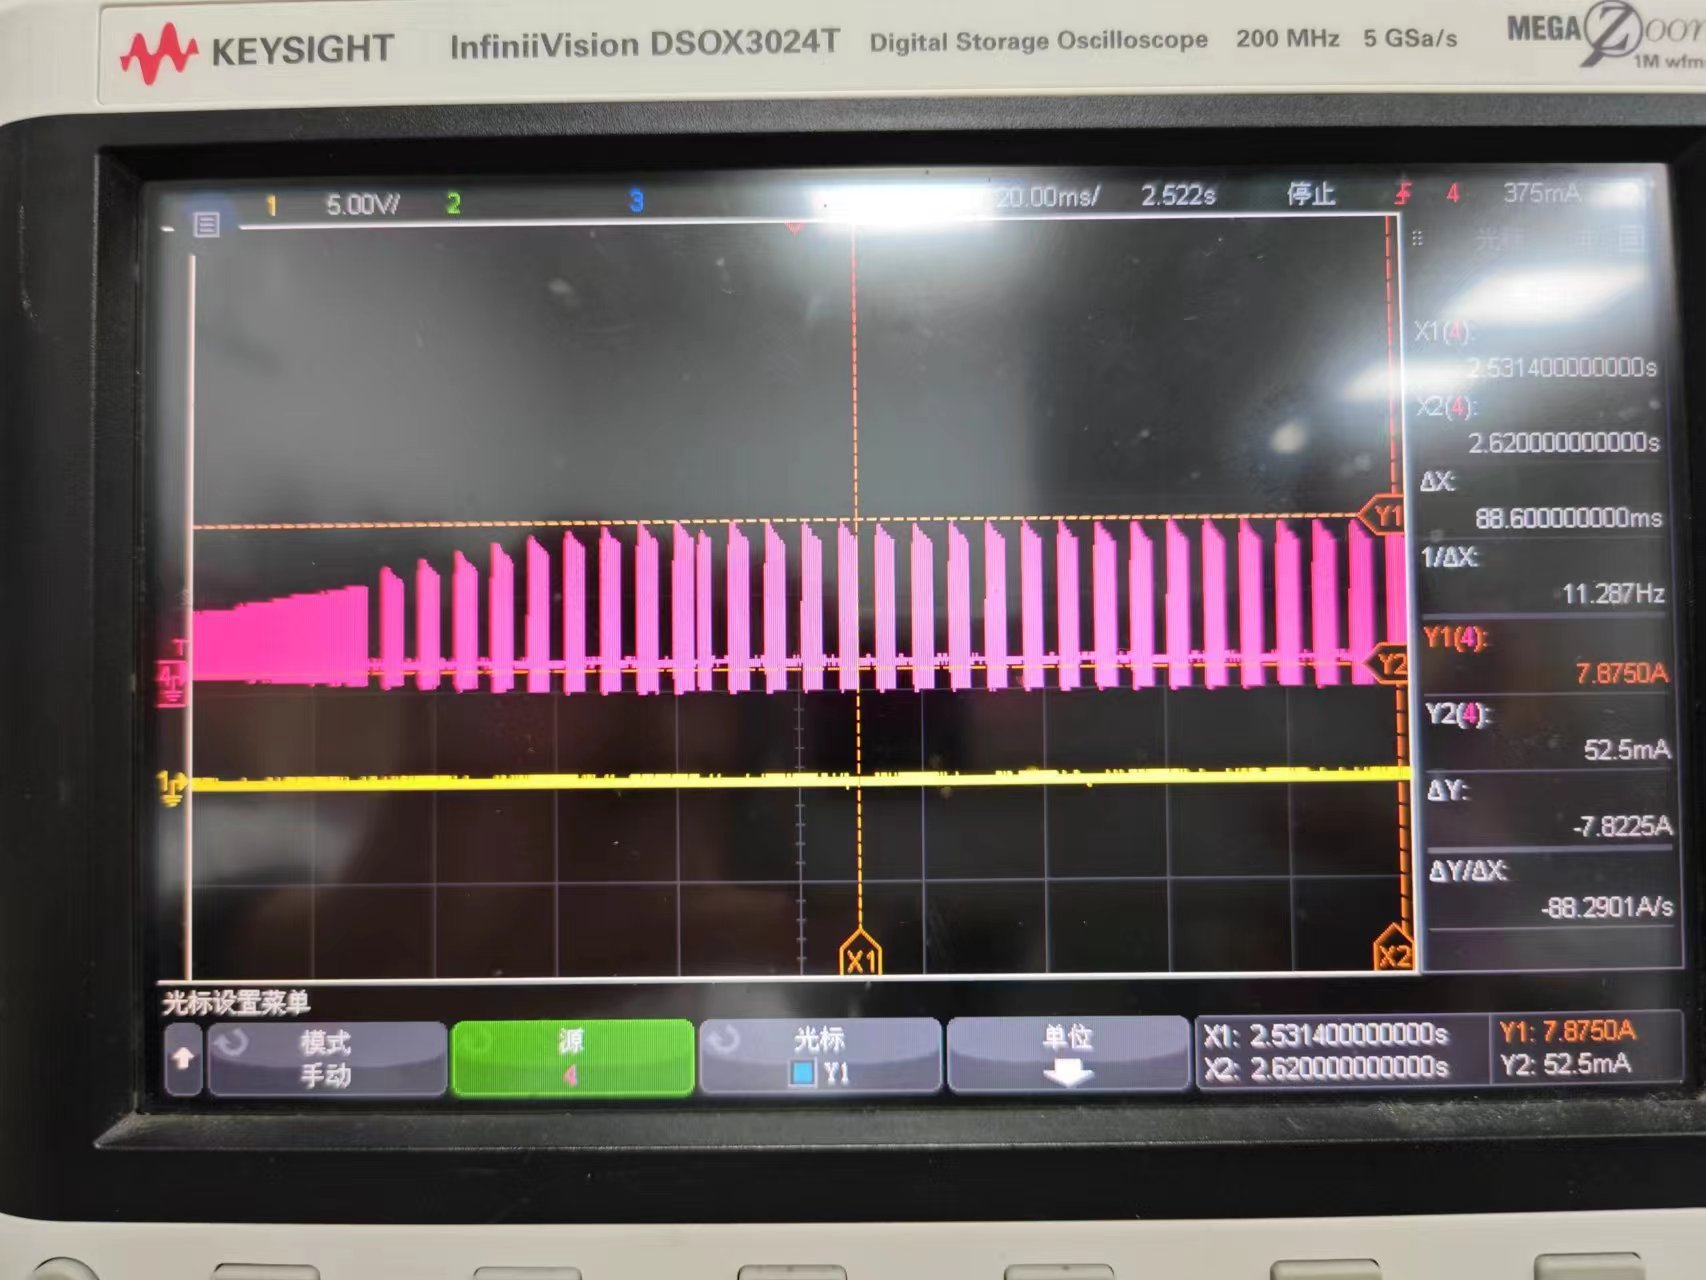 KEYSIGHT InfiniiVision DSOX3024T Digital Storage Oscilloscope 200 MHz 5 GSa/s MEGA Zoom
1M wfm
1 5.00V/ 2 3 20.00ms/ 2.522s 停止 4 375mA
X1(4):
2.531400000000s
X2(4):
2.620000000000s
ΔX:
88.600000000ms
1/ΔX:
11.287Hz
Y1(4):
7.8750A
Y2(4):
52.5mA
ΔY:
-7.8225A
ΔY/ΔX:
-88.2901A/s
Y1
T
4
Y2
1
X1 X2
光标设置菜单
模式 源 光标 单位
手动 4 Y1
X1: 2.531400000000s Y1: 7.8750A
X2: 2.620000000000s Y2: 52.5mA